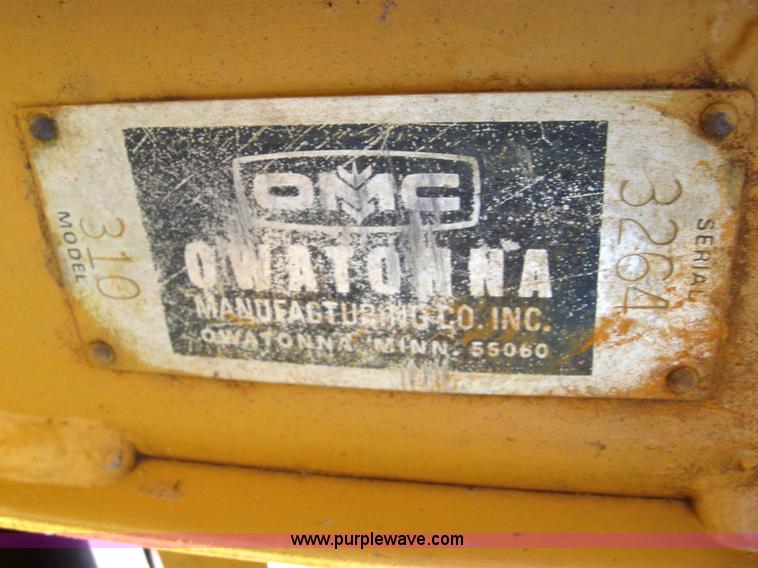 MODEL
310
OMC
OWATONNA
MANUFACTURING CO. INC.
OWATONNA, MINN. 55060
3264
SERIAL
www.purplewave.com